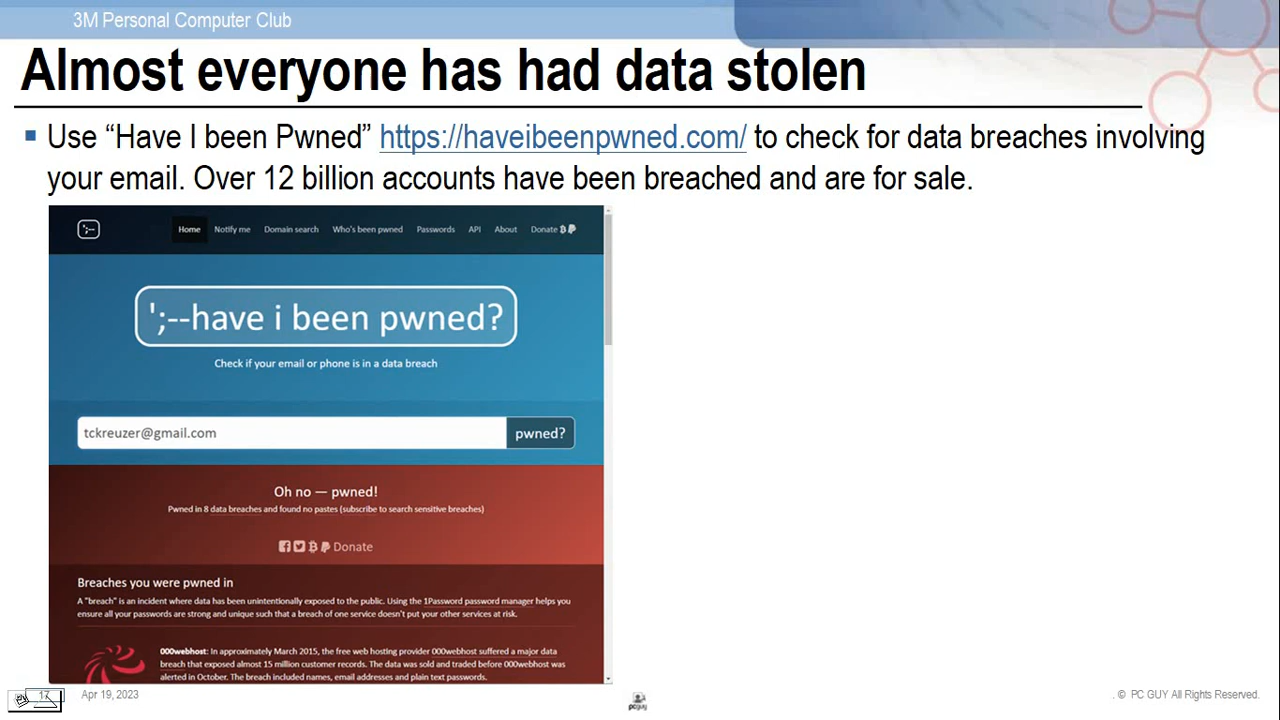 3M Personal Computer Club
Almost everyone has had data stolen
Use “Have I been Pwned” https://haveibeenpwned.com/ to check for data breaches involving
your email. Over 12 billion accounts have been breached and are for sale.
';--
Home Notify me Domain search Who's been pwned Passwords API About Donate
';--have i been pwned?
Check if your email or phone is in a data breach
tckreuzer@gmail.com pwned?
Oh no — pwned!
Pwned in 8 data breaches and found no pastes (subscribe to search sensitive breaches)
Donate
Breaches you were pwned in
A "breach" is an incident where data has been unintentionally exposed to the public. Using the 1Password password manager helps you
ensure all your passwords are strong and unique such that a breach of one service doesn't put your other services at risk.
000webhost: In approximately March 2015, the free web hosting provider 000webhost suffered a major data
breach that exposed almost 15 million customer records. The data was sold and traded before 000webhost was
alerted in October. The breach included names, email addresses and plain text passwords.
17 Apr 19, 2023 pcguy . © PC GUY All Rights Reserved.